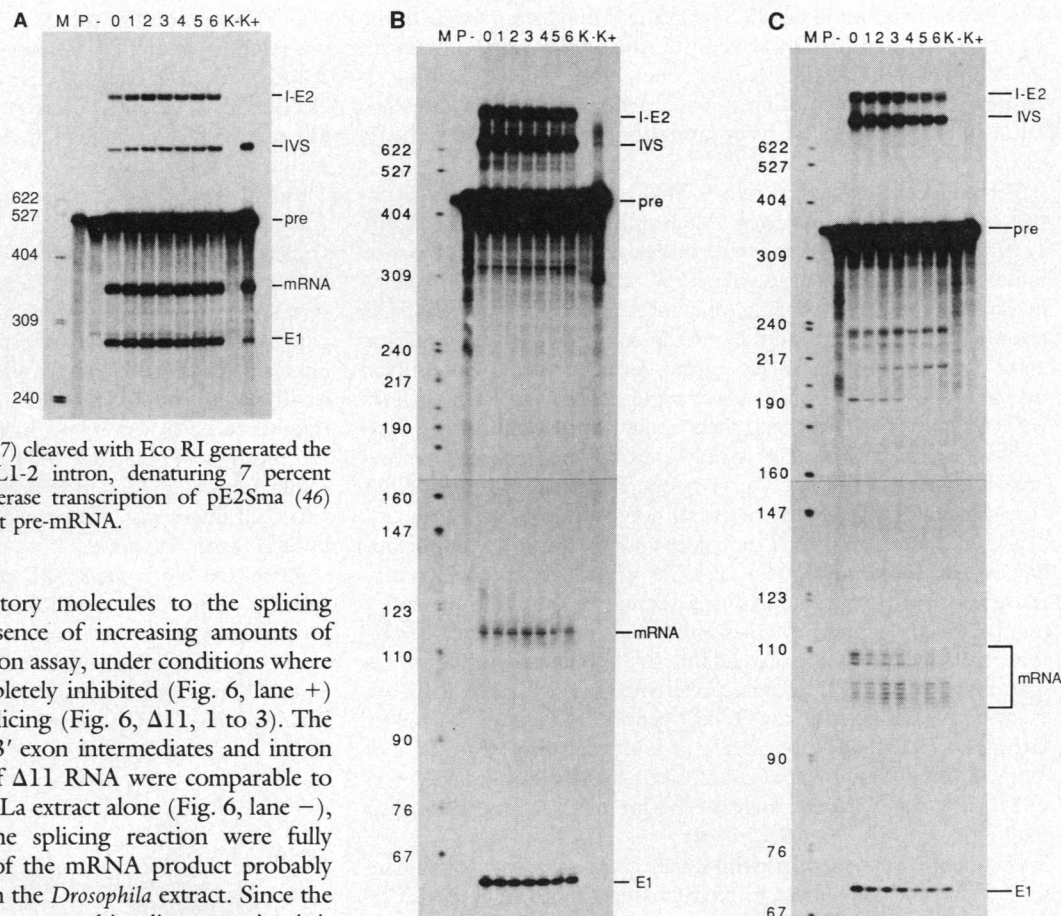 A
M P - 0 1 2 3 4 5 6 K- K+
I-E2
IVS
622
527
pre
404
mRNA
309
E1
240
B
M P - 0 1 2 3 4 5 6 K - K+
I-E2
IVS
622
527
pre
404
309
240
217
190
160
147
123
mRNA
110
90
76
67
E1
C
M P - 0 1 2 3 4 5 6 K - K+
I-E2
IVS
622
527
404
pre
309
240
217
190
160
147
123
110
mRNA
90
76
E1
67
7) cleaved with Eco RI generated the
L1-2 intron, denaturing 7 percent
erase transcription of pE2Sma (46)
t pre-mRNA.
tory molecules to the splicing
sence of increasing amounts of
on assay, under conditions where
pletely inhibited (Fig. 6, lane +)
licing (Fig. 6, Δ11, 1 to 3). The
3′ exon intermediates and intron
f Δ11 RNA were comparable to
La extract alone (Fig. 6, lane −),
ne splicing reaction were fully
of the mRNA product probably
n the Drosophila extract. Since the